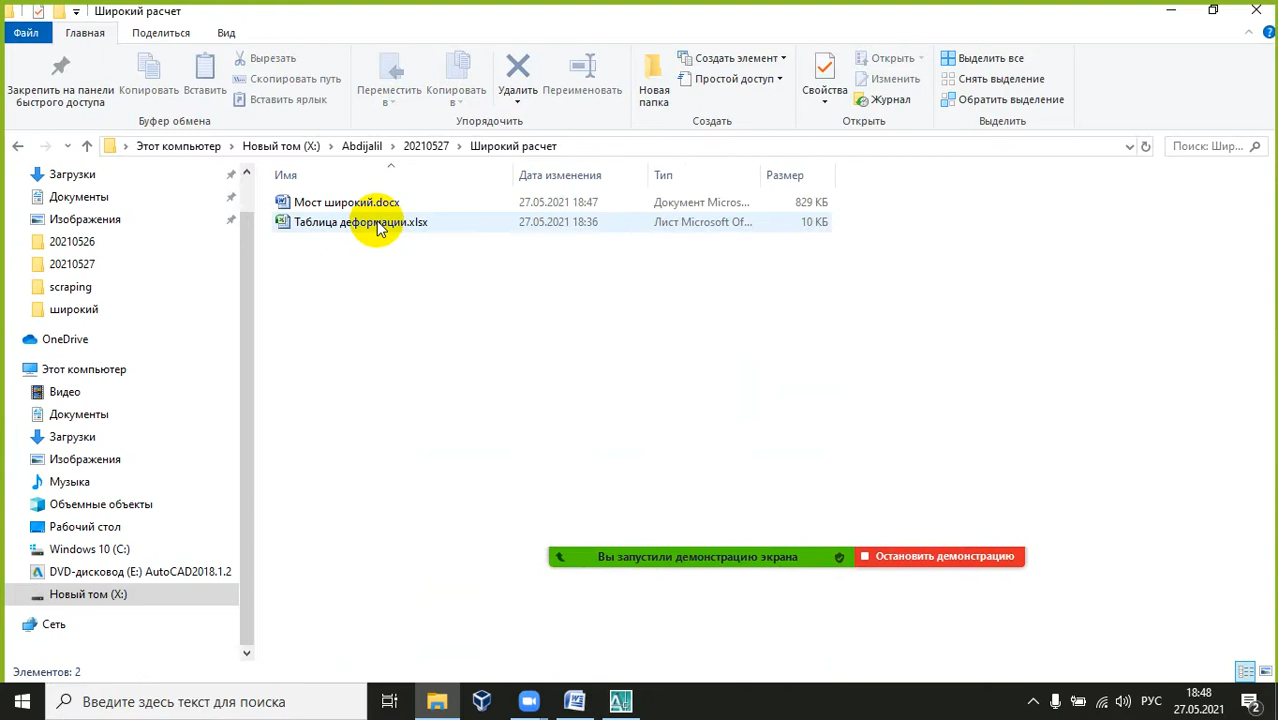 Широкий расчет
Файл Главная Поделиться Вид
Закрепить на панели быстрого доступа
Копировать
Вставить
Вырезать
Скопировать путь
Вставить ярлык
Буфер обмена
Переместить в
Копировать в
Удалить
Переименовать
Упорядочить
Новая папка
Создать элемент
Простой доступ
Создать
Свойства
Открыть
Изменить
Журнал
Открыть
Выделить все
Снять выделение
Обратить выделение
Выделить
Этот компьютер Новый том (X:) Abdijalil 20210527 Широкий расчет
Поиск: Шир...
Загрузки
Документы
Изображения
20210526
20210527
scraping
широкий
OneDrive
Этот компьютер
Видео
Документы
Загрузки
Изображения
Музыка
Объемные объекты
Рабочий стол
Windows 10 (C:)
DVD-дисковод (E:) AutoCAD2018.1.2
Новый том (X:)
Сеть
Имя Дата изменения Тип Размер
Мост широкий.docx 27.05.2021 18:47 Документ Micros... 829 КБ
Таблица деформации.xlsx 27.05.2021 18:36 Лист Microsoft Of... 10 КБ
Вы запустили демонстрацию экрана Остановить демонстрацию
Элементов: 2
Введите здесь текст для поиска
РУС
18:48
27.05.2021
2